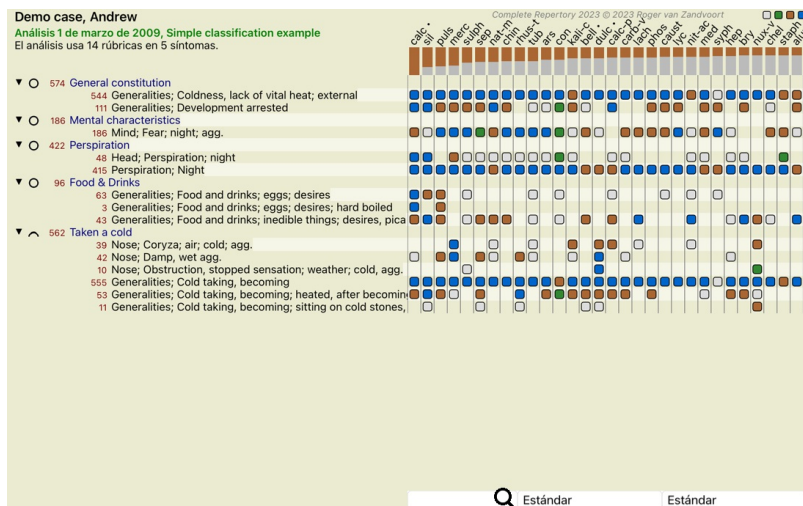 Demo case, Andrew
Complete Repertory 2023 © 2023 Roger van Zandvoort
Análisis 1 de marzo de 2009, Simple classification example
El análisis usa 14 rúbricas en 5 síntomas.
calc • sil • puls merc sulph sep nat-m chin rhus-t tub ars con kali-c bell • dulc • calc-p carb-v lach phos caust lyc nit-ac med syph hep bry nux-v chel staph
574 General constitution
544 Generalities; Coldness, lack of vital heat; external
111 Generalities; Development arrested
186 Mental characteristics
186 Mind; Fear; night; agg.
422 Perspiration
48 Head; Perspiration; night
415 Perspiration; Night
96 Food & Drinks
63 Generalities; Food and drinks; eggs; desires
3 Generalities; Food and drinks; eggs; desires; hard boiled
43 Generalities; Food and drinks; inedible things; desires, pica
562 Taken a cold
39 Nose; Coryza; air; cold; agg.
42 Nose; Damp, wet agg.
10 Nose; Obstruction, stopped sensation; weather; cold, agg.
555 Generalities; Cold taking, becoming
53 Generalities; Cold taking, becoming; heated, after becomin
11 Generalities; Cold taking, becoming; sitting on cold stones,
Estándar Estándar